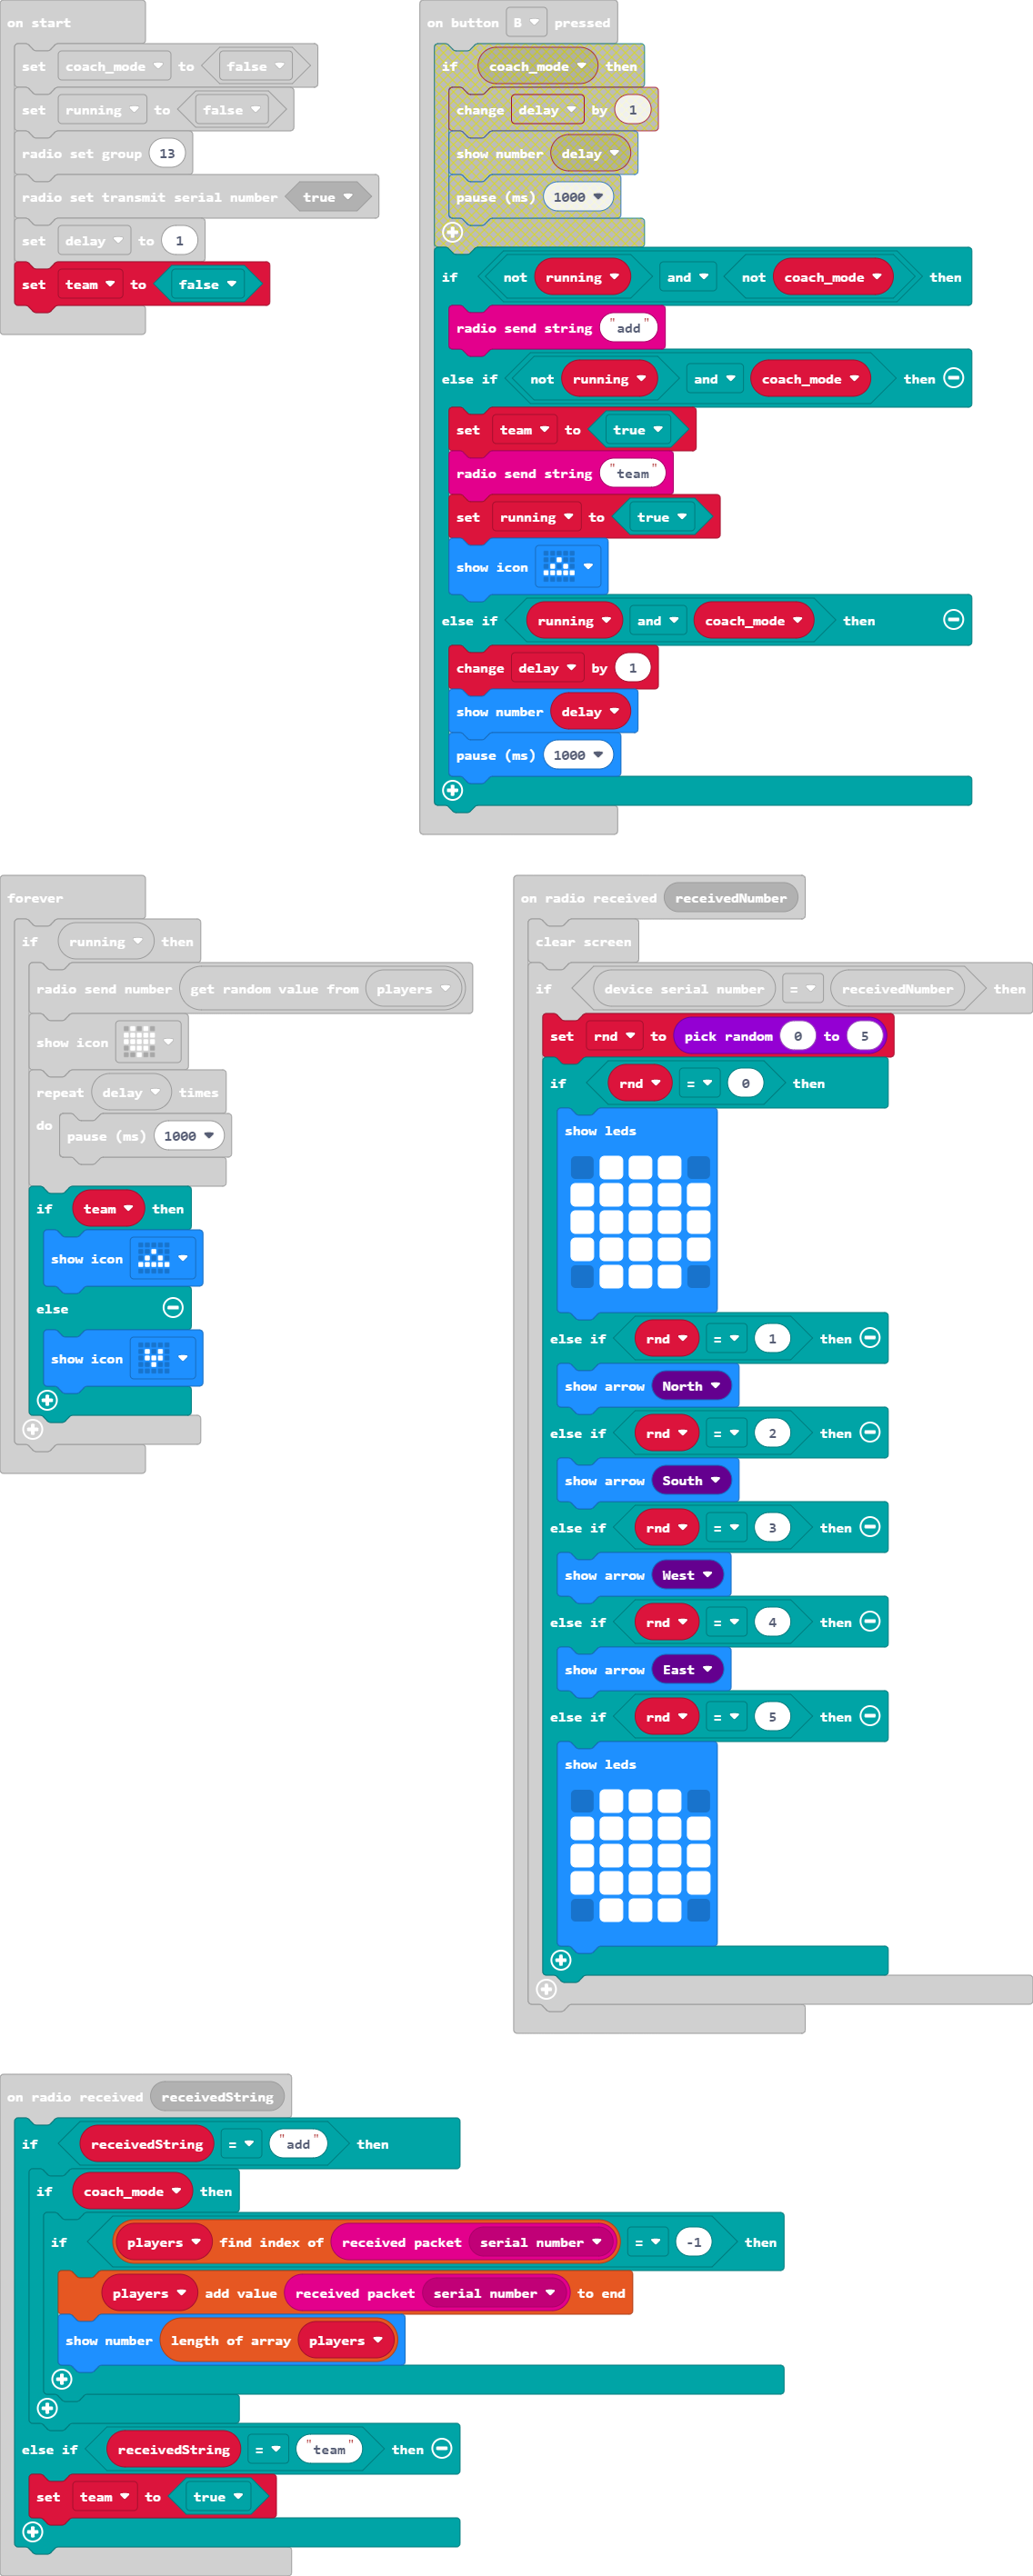 on start
set coach_mode to false
set running to false
radio set group 13
radio set transmit serial number true
set delay to 1
set team to false
on button B pressed
if coach_mode then
change delay by 1
show number delay
pause (ms) 1000
if not running and not coach_mode then
radio send string "add"
else if not running and coach_mode then
set team to true
radio send string "team"
set running to true
show icon
else if running and coach_mode then
change delay by 1
show number delay
pause (ms) 1000
forever
if running then
radio send number get random value from players
show icon
repeat delay times
do pause (ms) 1000
if team then
show icon
else
show icon
on radio received receivedNumber
clear screen
if device serial number = receivedNumber then
set rnd to pick random 0 to 5
if rnd = 0 then
show leds
else if rnd = 1 then
show arrow North
else if rnd = 2 then
show arrow South
else if rnd = 3 then
show arrow West
else if rnd = 4 then
show arrow East
else if rnd = 5 then
show leds
on radio received receivedString
if receivedString = "add" then
if coach_mode then
if players find index of received packet serial number = -1 then
players add value received packet serial number to end
show number length of array players
else if receivedString = "team" then
set team to true